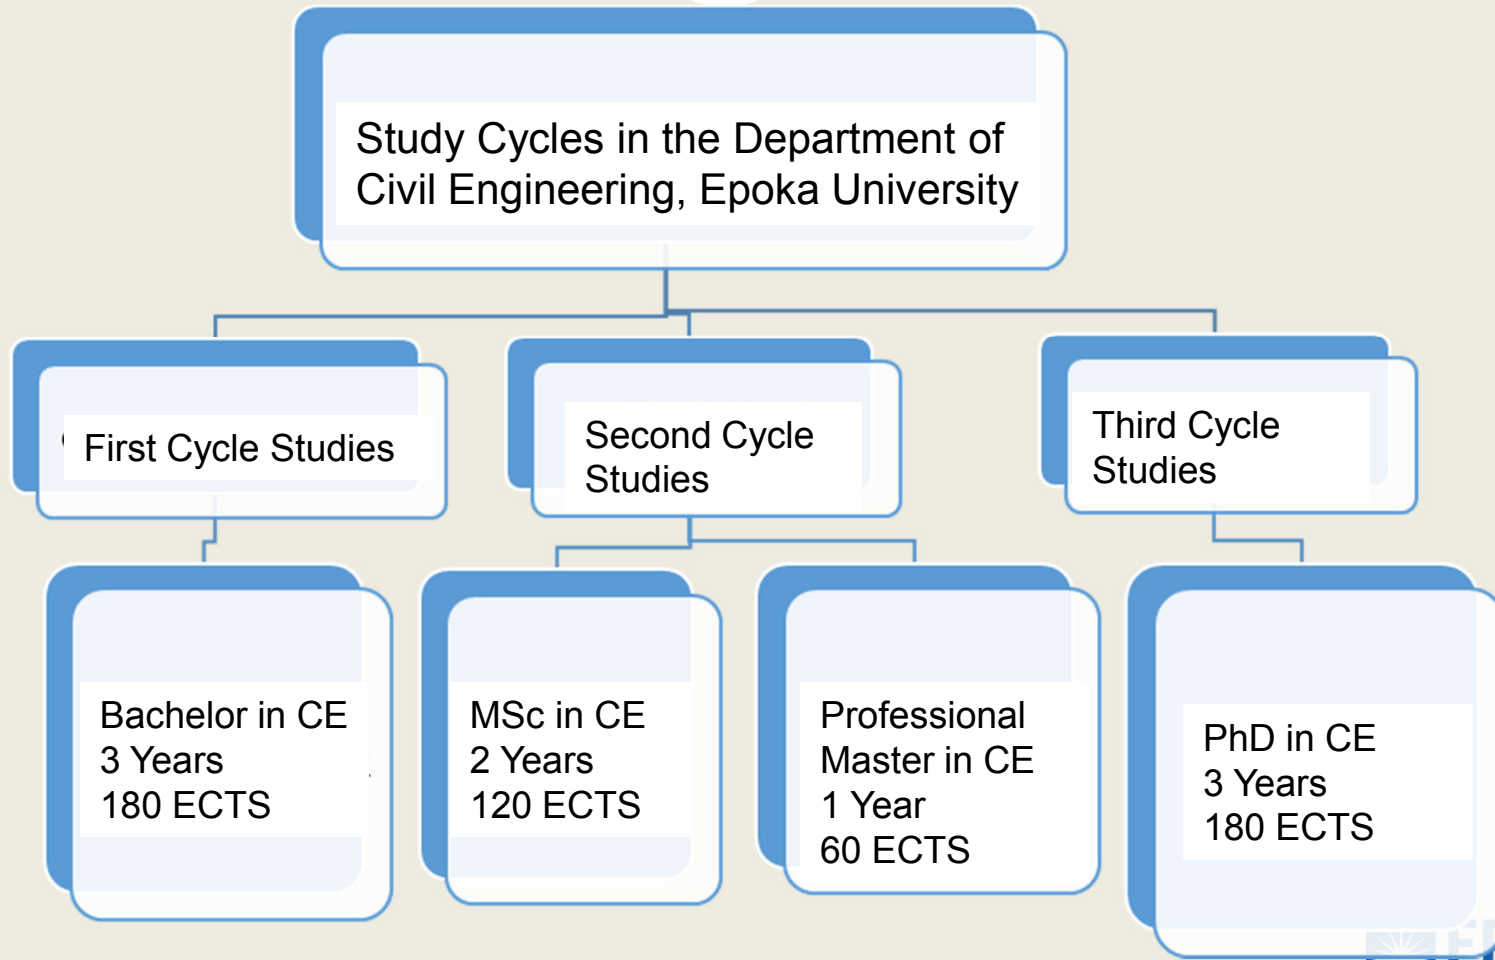 Study Cycles in the Department of
Civil Engineering, Epoka University
First Cycle Studies
Second Cycle
Studies
Third Cycle
Studies
Bachelor in CE
3 Years
180 ECTS
MSc in CE
2 Years
120 ECTS
Professional
Master in CE
1 Year
60 ECTS
PhD in CE
3 Years
180 ECTS